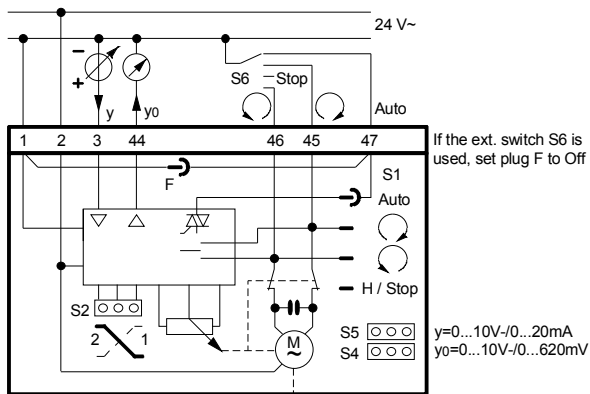 24 V~
− +
S6 Stop
y y0
Auto
1 2 3 44 46 45 47
If the ext. switch S6 is
used, set plug F to Off
F
S1
Auto
H / Stop
S2
2 1
M
~
S5 y=0...10V-/0...20mA
S4 y0=0...10V-/0...620mV